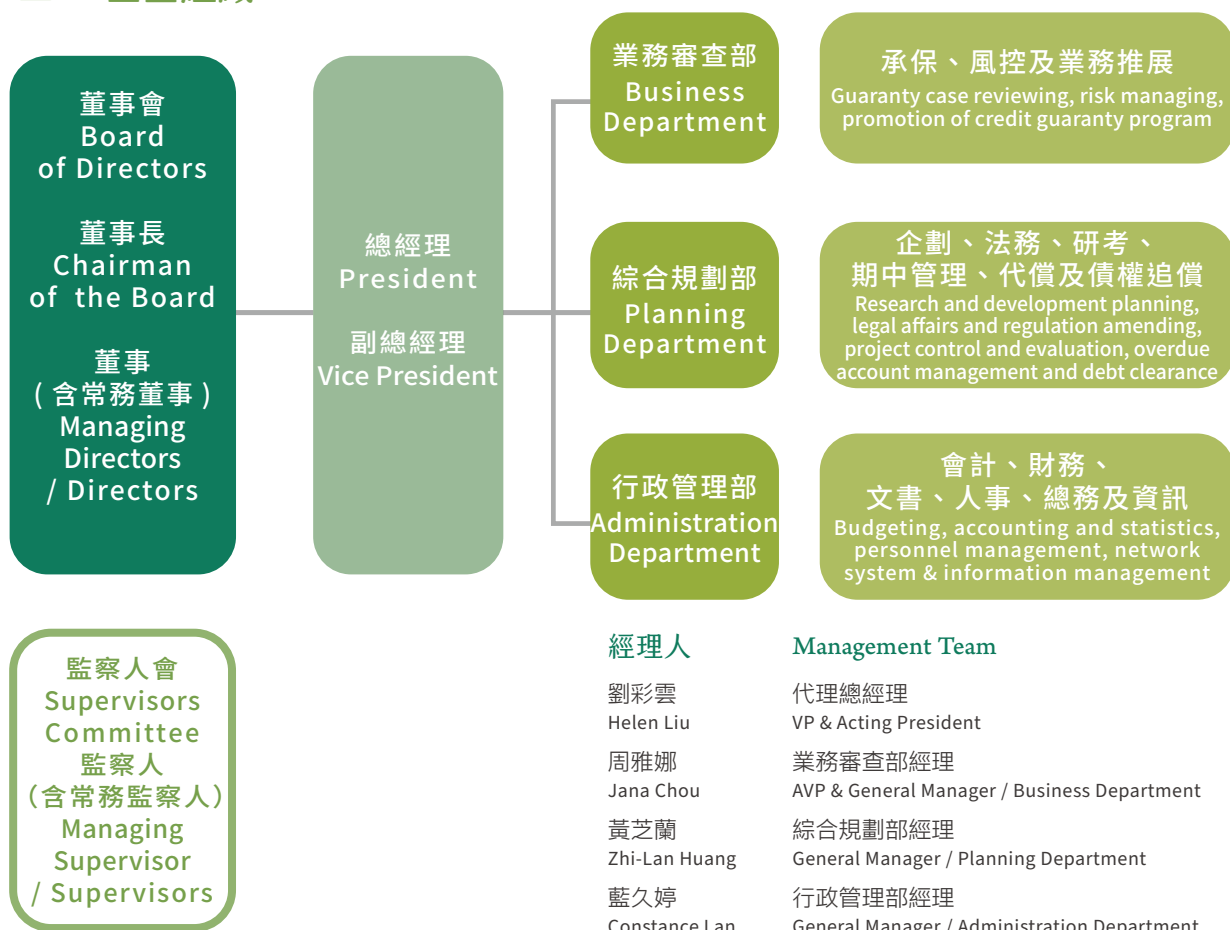 董事會
Board
of Directors
董事長
Chairman
of the Board
董事
( 含常務董事 )
Managing
Directors
/ Directors
總經理
President
副總經理
Vice President
業務審查部
Business
Department
承保、風控及業務推展
Guaranty case reviewing, risk managing,
promotion of credit guaranty program
綜合規劃部
Planning
Department
企劃、法務、研考、
期中管理、代償及債權追償
Research and development planning,
legal affairs and regulation amending,
project control and evaluation, overdue
account management and debt clearance
行政管理部
Administration
Department
會計、財務、
文書、人事、總務及資訊
Budgeting, accounting and statistics,
personnel management, network
system & information management
監察人會
Supervisors
Committee
監察人
（含常務監察人）
Managing
Supervisor
/ Supervisors
經理人 Management Team
劉彩雲 代理總經理
Helen Liu VP & Acting President
周雅娜 業務審查部經理
Jana Chou AVP & General Manager / Business Department
黃芝蘭 綜合規劃部經理
Zhi-Lan Huang General Manager / Planning Department
藍久婷 行政管理部經理
Constance Lan General Manager / Administration Department